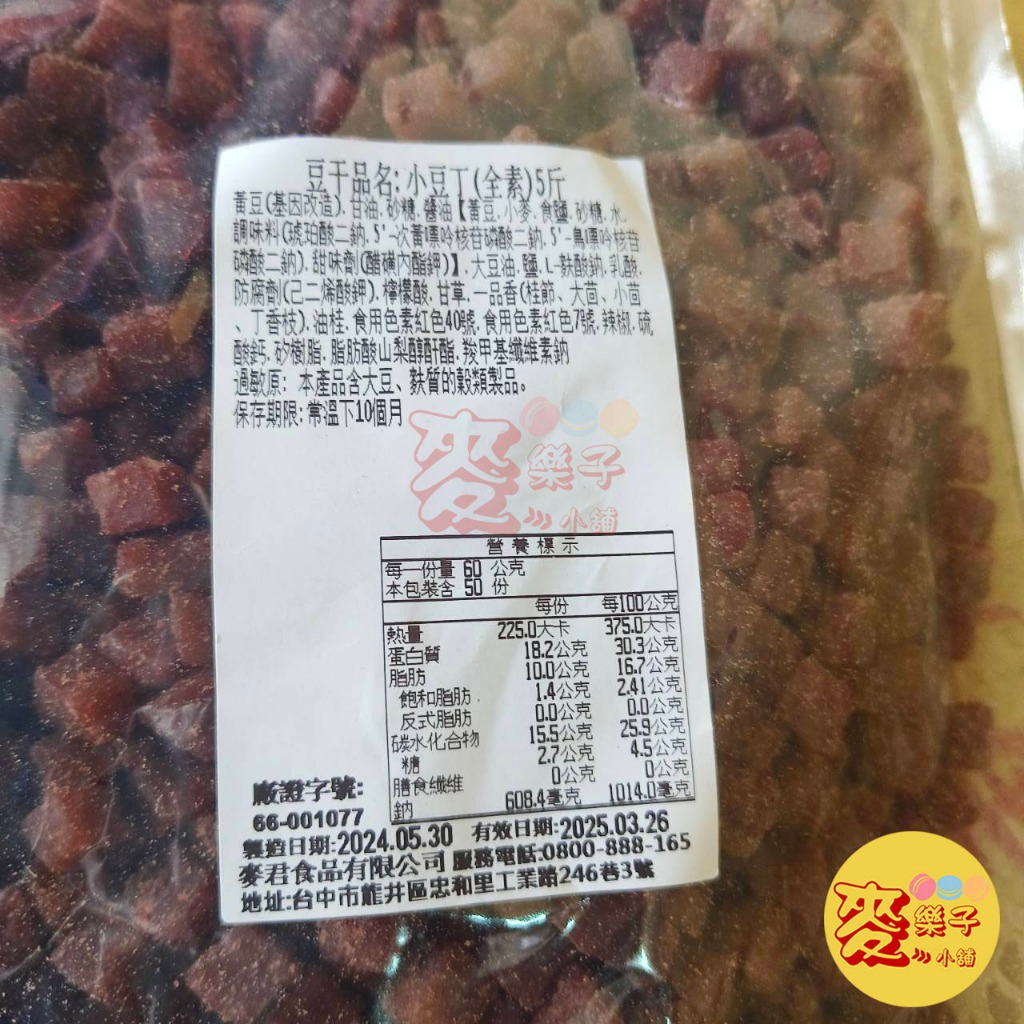 豆干品名:小豆丁(全素)5斤
黃豆(基因改造).甘油.砂糖.醬油【黃豆.小麥.食鹽.砂糖.水.
調味料(琥珀酸二鈉.5'-次黃嘌呤核苷磷酸二鈉.5'-鳥嘌呤核苷
磷酸二鈉).甜味劑(醋磺內酯鉀)】.大豆油.鹽.L-麩酸鈉.乳酸.
防腐劑(己二烯酸鉀).檸檬酸.甘草.一品香(桂節、大茴、小茴
、丁香枝).油桂.食用色素紅色40號.食用色素紅色7號.辣椒.硫
酸鈣.矽樹脂.脂肪酸山梨醇酐酯.羧甲基纖維素鈉
過敏原: 本產品含大豆、麩質的穀類製品。
保存期限:常溫下10個月
麥樂子小舖
營養標示
每一份量 60 公克
本包裝含 50 份
每份 每100公克
熱量 225.0大卡 375.0大卡
蛋白質 18.2公克 30.3公克
脂肪 10.0公克 16.7公克
飽和脂肪 1.4公克 2.41公克
反式脂肪 0.0公克 0.0公克
碳水化合物 15.5公克 25.9公克
糖 2.7公克 4.5公克
膳食纖維 0公克 0公克
鈉 608.4毫克 1014.0毫克
廠證字號:
66-001077
製造日期:2024.05.30 有效日期:2025.03.26
麥君食品有限公司 服務電話:0800-888-165
地址:台中市龍井區忠和里工業路246巷3號
麥樂子小舖